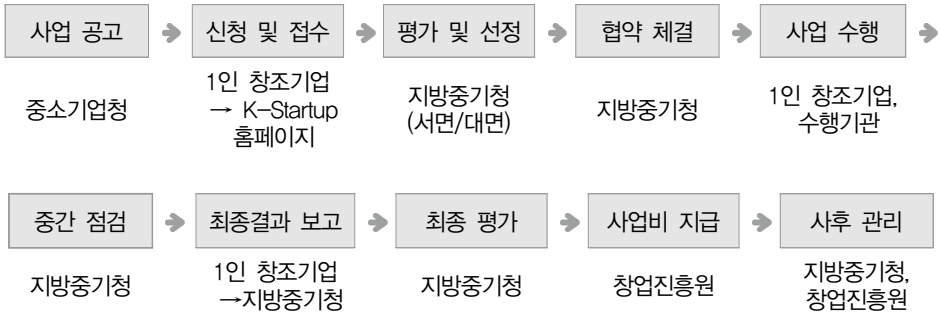 사업 공고 → 신청 및 접수 → 평가 및 선정 → 협약 체결 → 사업 수행 →
중소기업청
1인 창조기업
→ K-Startup
홈페이지
지방중기청
(서면/대면)
지방중기청
1인 창조기업,
수행기관
중간 점검 → 최종결과 보고 → 최종 평가 → 사업비 지급 → 사후 관리
지방중기청
1인 창조기업
→지방중기청
지방중기청
창업진흥원
지방중기청,
창업진흥원